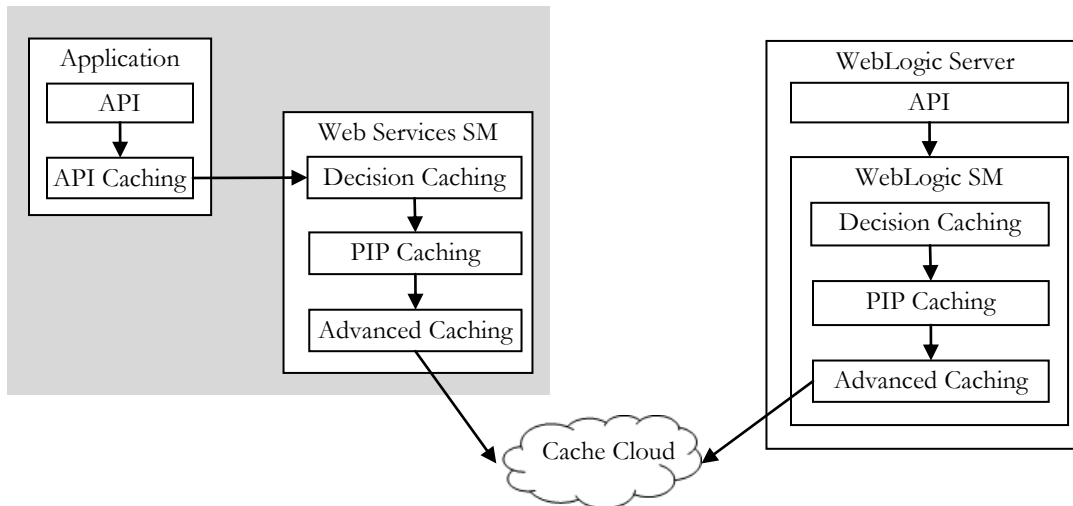 Application
API
API Caching
Web Services SM
Decision Caching
PIP Caching
Advanced Caching
WebLogic Server
API
WebLogic SM
Decision Caching
PIP Caching
Advanced Caching
Cache Cloud